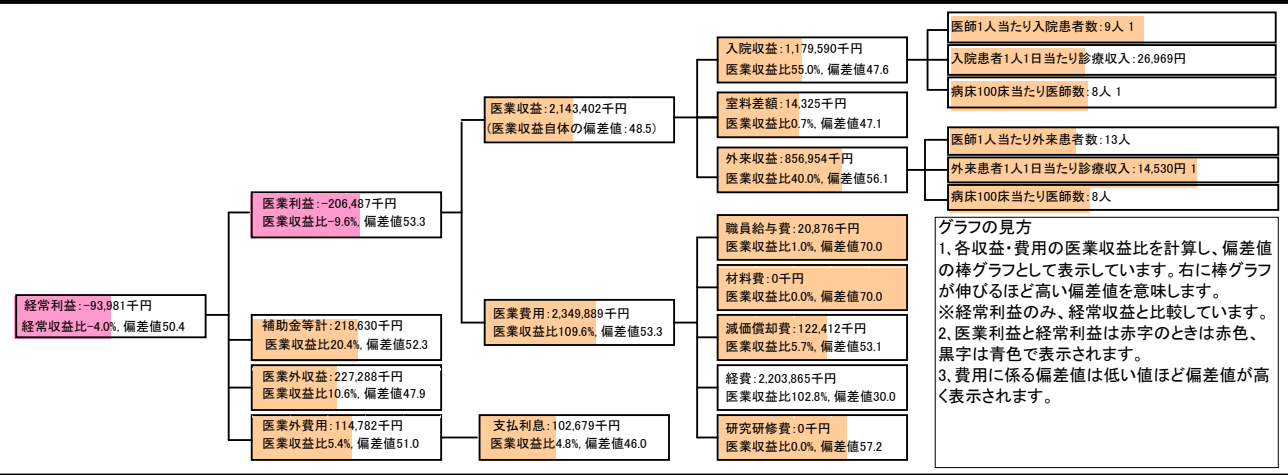 経常利益:-93,981千円
経常収比-4.0%, 偏差値50.4
医業利益:-206,487千円
医業収益比-9.6%, 偏差値53.3
補助金等計:218,630千円
医業収益比20.4%, 偏差値52.3
医業外収益:227,288千円
医業収益比10.6%, 偏差値47.9
医業外費用:114,782千円
医業収益比5.4%, 偏差値51.0
医業収益:2,143,402千円
(医業収益自体の偏差値:48.5)
医業費用:2,349,889千円
医業収益比109.6%, 偏差値53.3
支払利息:102,679千円
医業収益比4.8%, 偏差値46.0
入院収益:1,179,590千円
医業収益比55.0%, 偏差値47.6
室料差額:14,325千円
医業収益比0.7%, 偏差値47.1
外来収益:856,954千円
医業収益比40.0%, 偏差値56.1
職員給与費:20,876千円
医業収益比1.0%, 偏差値70.0
材料費:0千円
医業収益比0.0%, 偏差値70.0
減価償却費:122,412千円
医業収益比5.7%, 偏差値53.1
経費:2,203,865千円
医業収益比102.8%, 偏差値30.0
研究研修費:0千円
医業収益比0.0%, 偏差値57.2
医師1人当たり入院患者数:9人 1
入院患者1人1日当たり診療収入:26,969円
病床100床当たり医師数:8人 1
医師1人当たり外来患者数:13人
外来患者1人1日当たり診療収入:14,530円 1
病床100床当たり医師数:8人
グラフの見方
1、各収益・費用の医業収益比を計算し、偏差値
の棒グラフとして表示しています。右に棒グラフ
が伸びるほど高い偏差値を意味します。
※経常利益のみ、経常収益と比較しています。
2、医業利益と経常利益は赤字のときは赤色、
黒字は青色で表示されます。
3、費用に係る偏差値は低い値ほど偏差値が高
く表示されます。